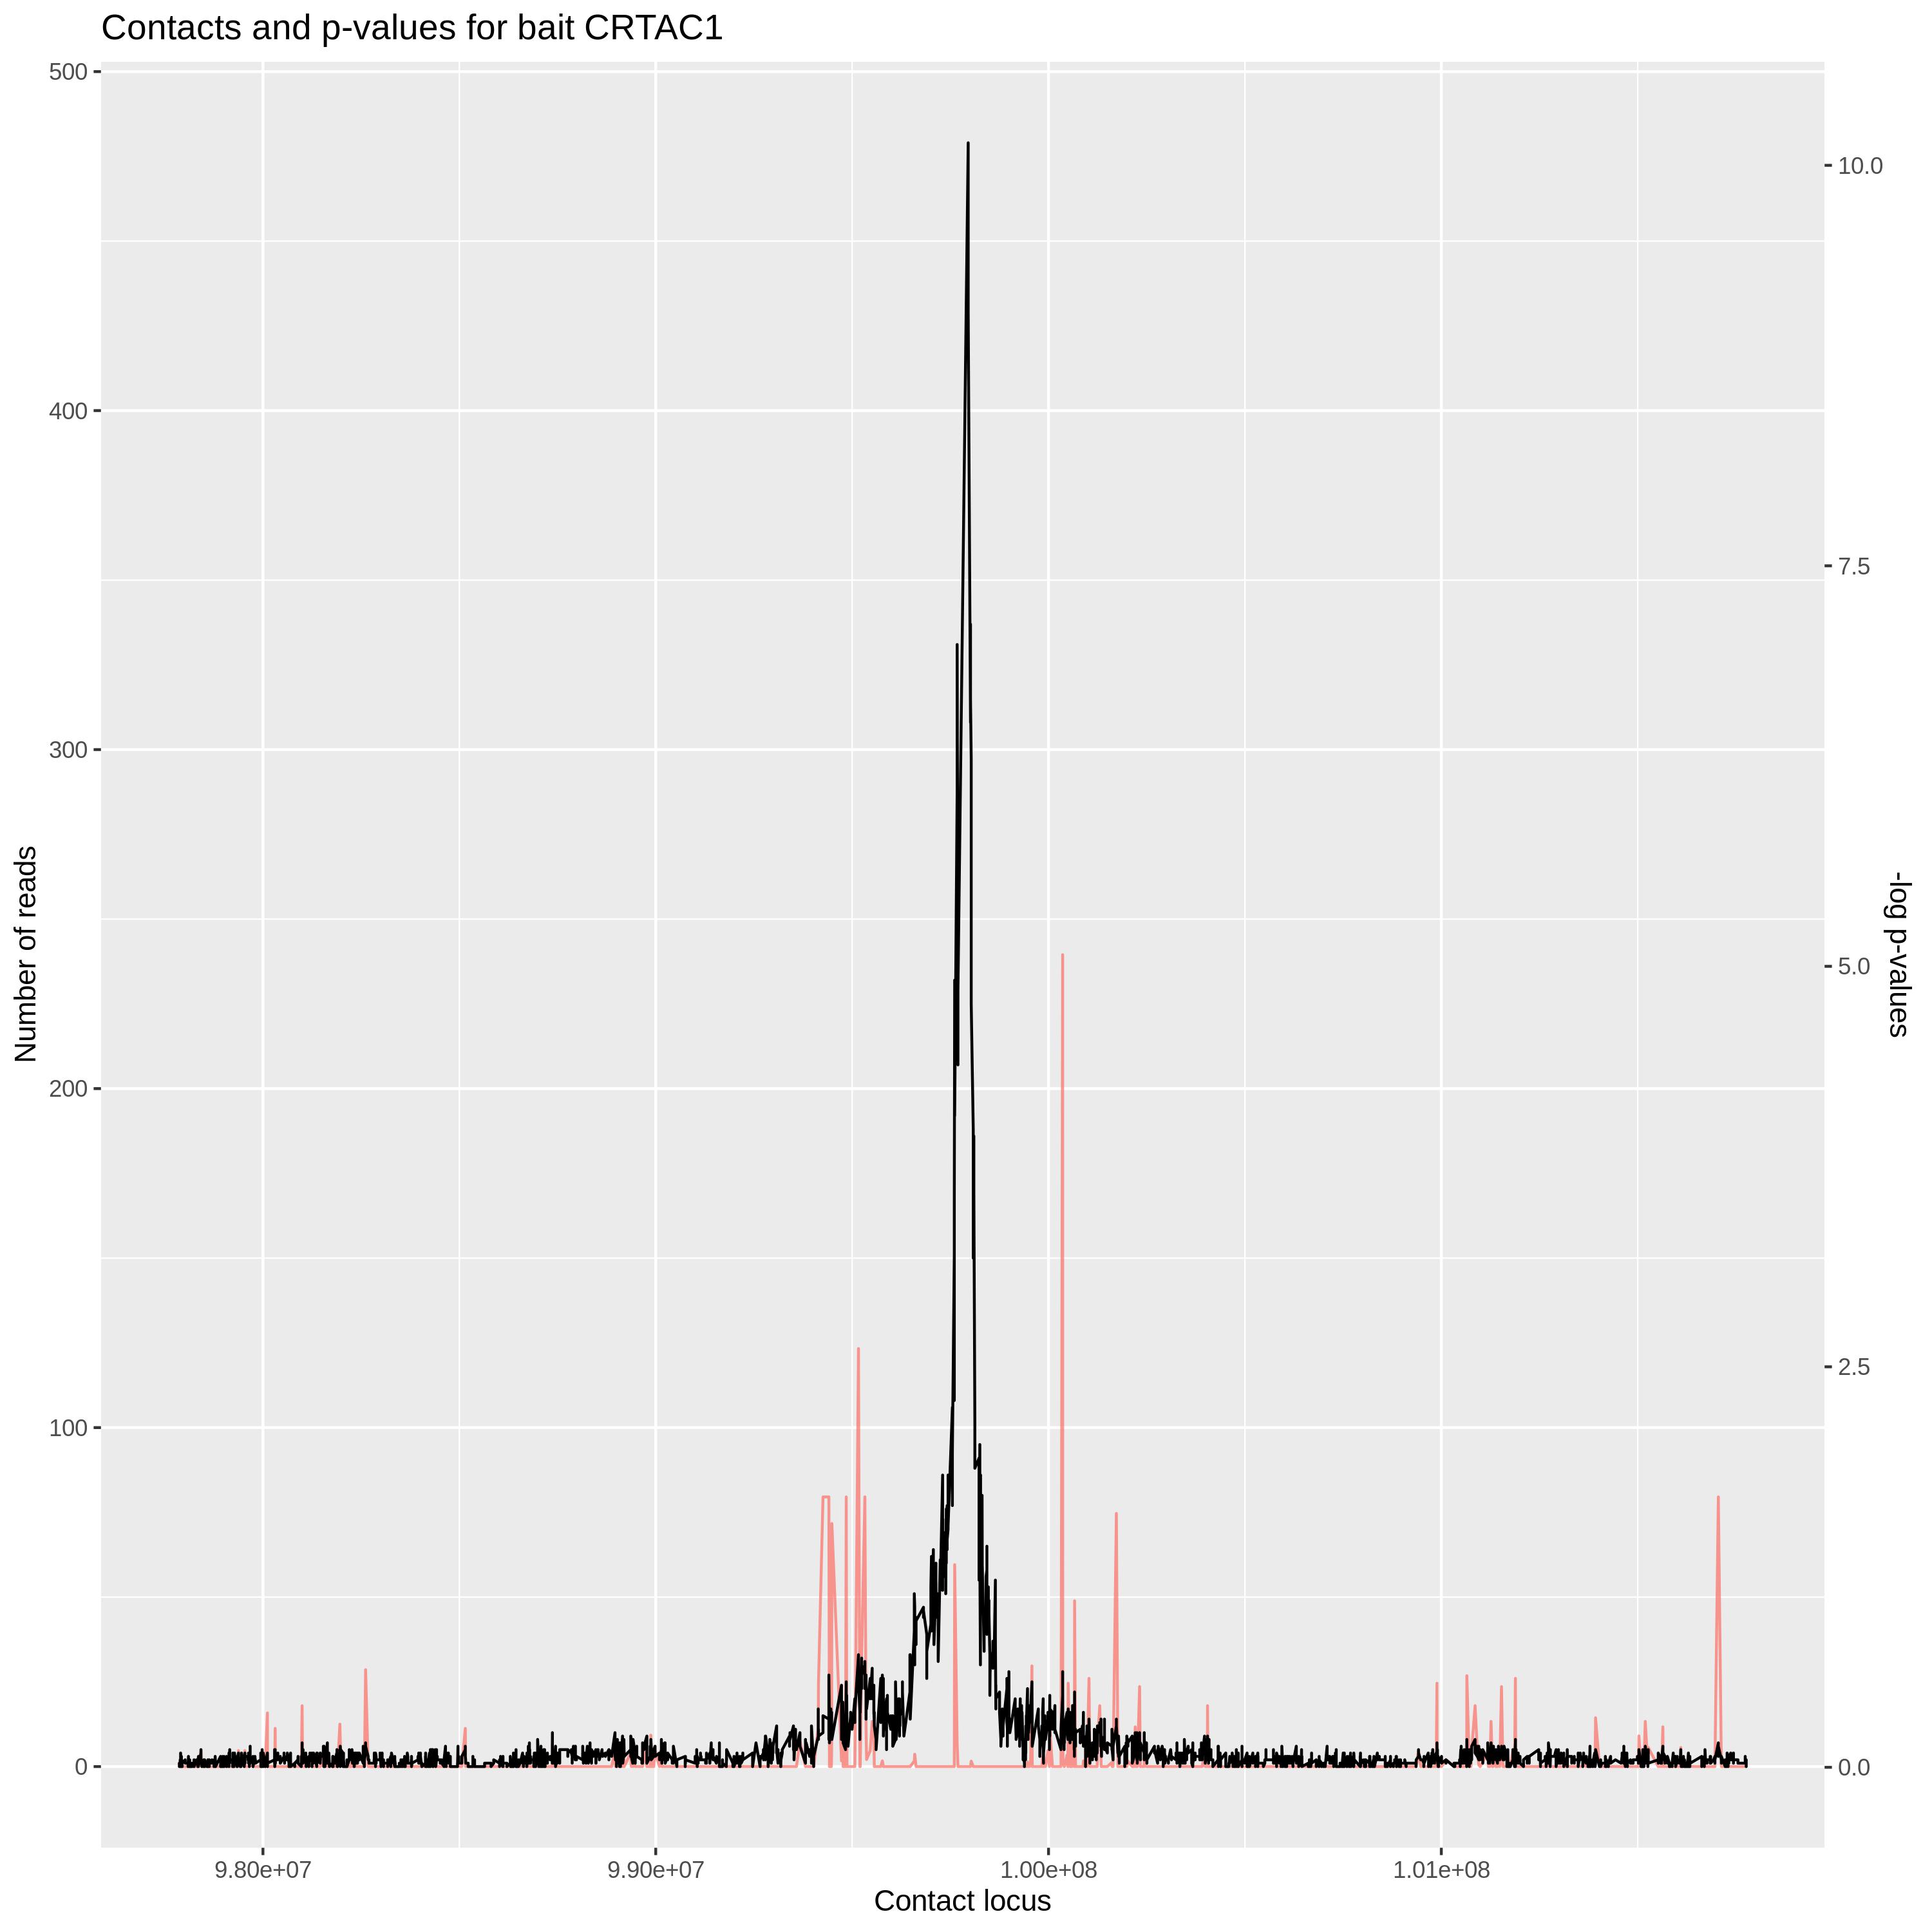 Contacts and p-values for bait CRTAC1
500
400
300
200
100
0
Number of reads
10.0
7.5
5.0
2.5
0.0
-log p-values
9.80e+07
9.90e+07
1.00e+08
1.01e+08
Contact locus